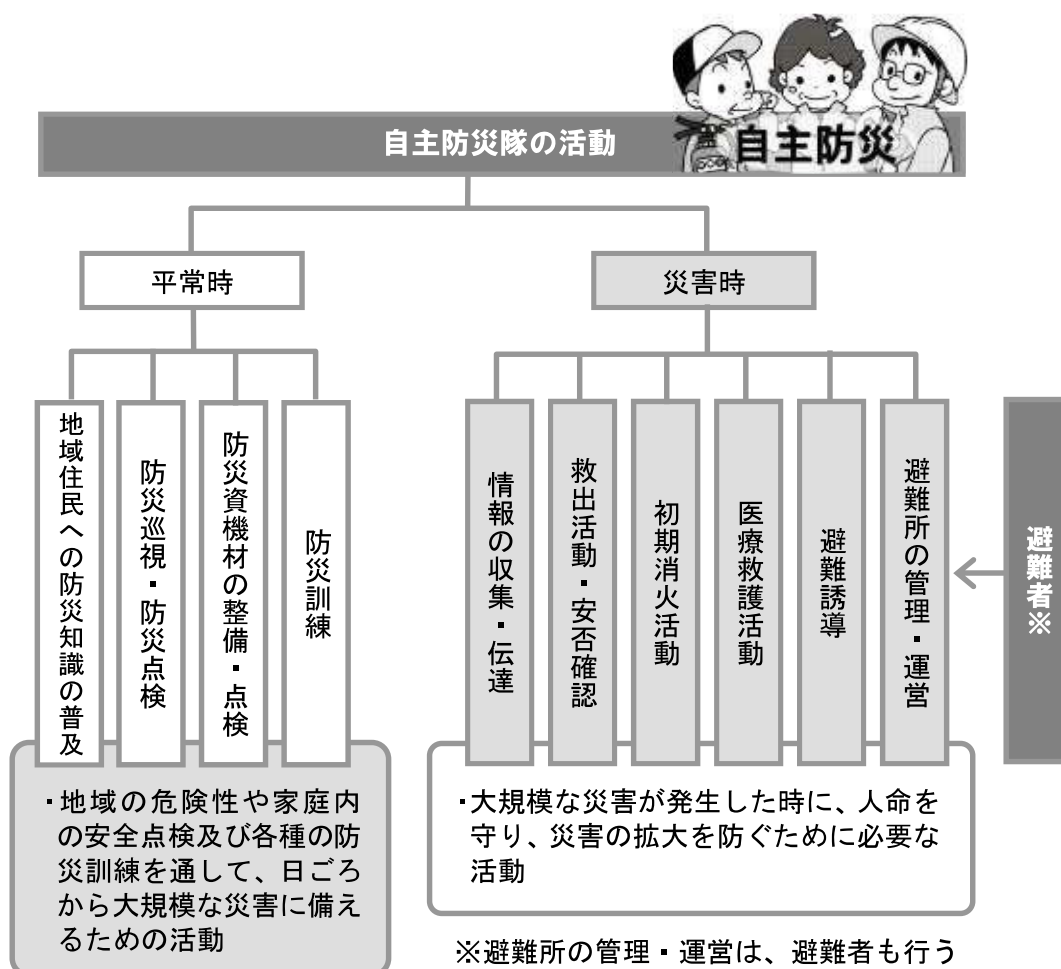 自主防災隊の活動
自主防災
平常時
災害時
地域住民への防災知識の普及
防災巡視・防災点検
防災資機材の整備・点検
防災訓練
情報の収集・伝達
救出活動・安否確認
初期消火活動
医療救護活動
避難誘導
避難所の管理・運営
避難者※
・地域の危険性や家庭内
の安全点検及び各種の防
災訓練を通して、日ごろ
から大規模な災害に備え
るための活動
・大規模な災害が発生した時に、人命を
守り、災害の拡大を防ぐために必要な
活動
※避難所の管理・運営は、避難者も行う